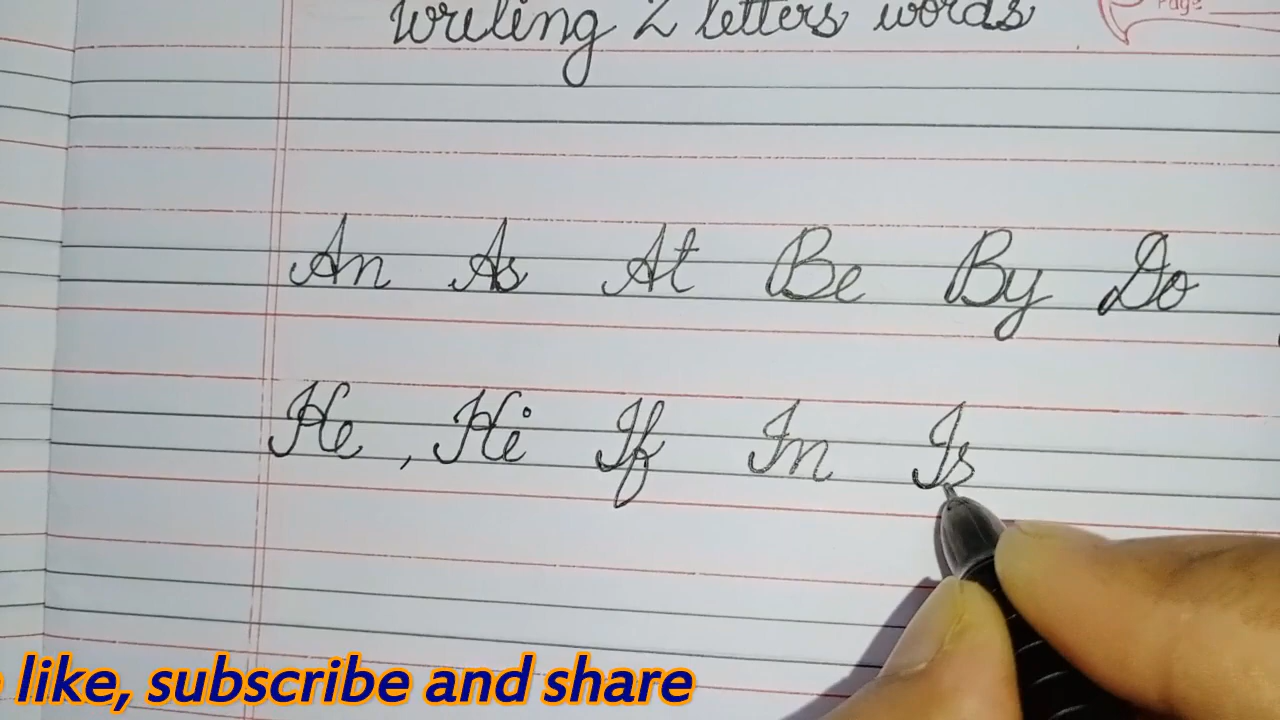 Writing 2 letters words
Page
An As At Be By Do
He , Hi If In Is
like, subscribe and share